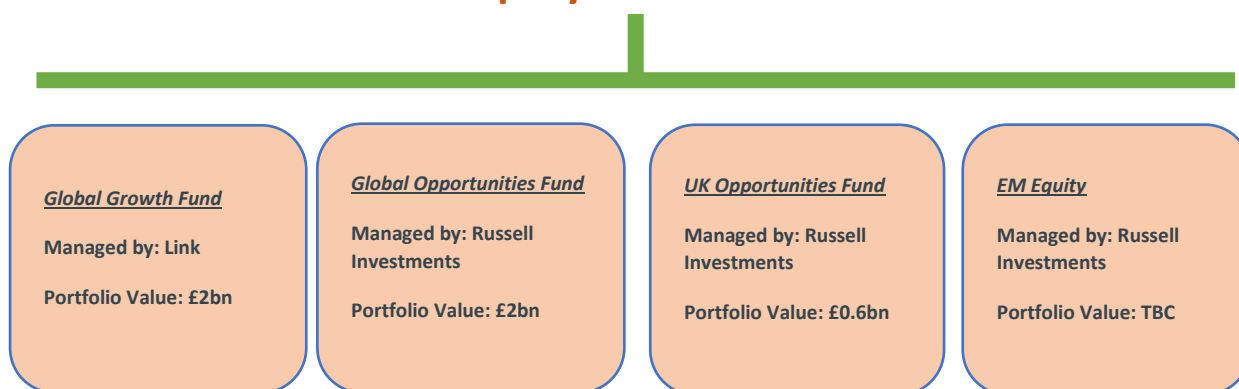 Global Growth Fund
Managed by: Link
Portfolio Value: £2bn
Global Opportunities Fund
Managed by: Russell
Investments
Portfolio Value: £2bn
UK Opportunities Fund
Managed by: Russell
Investments
Portfolio Value: £0.6bn
EM Equity
Managed by: Russell
Investments
Portfolio Value: TBC